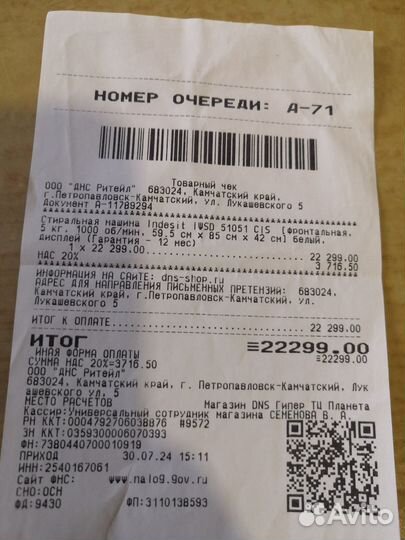 НОМЕР ОЧЕРЕДИ: А-71
Товарный чек
ООО "ДНС Ритейл" 683024, Камчатский край,
г.Петропавловск-Камчатский, ул. Лукашевского 5
Документ А-11789294
Стиральная машина Indesit IWSD 51051 CIS [фронтальная,
5 кг, 1000 об/мин, 59.5 см x 85 см x 42 см] белый,
дисплей (Гарантия - 12 мес)
1 x 22 299.00 22 299.00
НАС 20% 3 716.50
ИНФОРМАЦИЯ НА САЙТЕ: dns-shop.ru
АДРЕС ДЛЯ НАПРАВЛЕНИЯ ПИСЬМЕННЫХ ПРЕТЕНЗИЙ: 683024,
Камчатский край, г.Петропавловск-Камчатский, ул.
Лукашевского 5
ИТОГ К ОПЛАТЕ 22 299.00
ИТОГ ≡22299.00
ИНАЯ ФОРМА ОПЛАТЫ ≡22299.00
СУММА НАС 20%=3716.50
ООО "ДНС Ритейл"
683024, Камчатский край, г. Петропавловск-Камчатский, Лук
ашевского ул, 5
МЕСТО РАСЧЕТОВ Магазин DNS Гипер ТЦ Планета
Кассир:Универсальный сотрудник магазина СЕМЕНОВА В. А.
РН ККТ:0004792706038876 #9572
ЗН ККТ:0359300006070393
ФН:7380440700010919
ПРИХОД 30.07.24 15:11
ИНН:2540167061
Сайт ФНС: www.nalog.gov.ru
СНО:ОСН
ФД:9430 ФП:3110138593
Avito